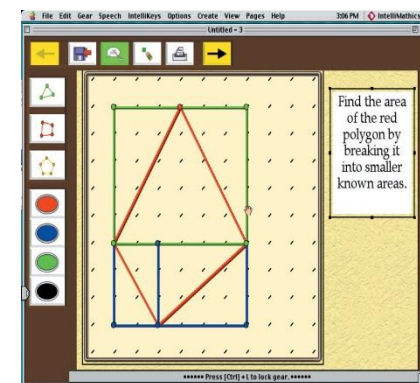 File Edit Gear Speech IntelliKeys Options Create View Pages Help 3:06 PM IntelliMathics
Untitled - 3
Find the area
of the red
polygon by
breaking it
into smaller
known areas.
•••••• Press [Ctrl] + L to lock gear. ••••••